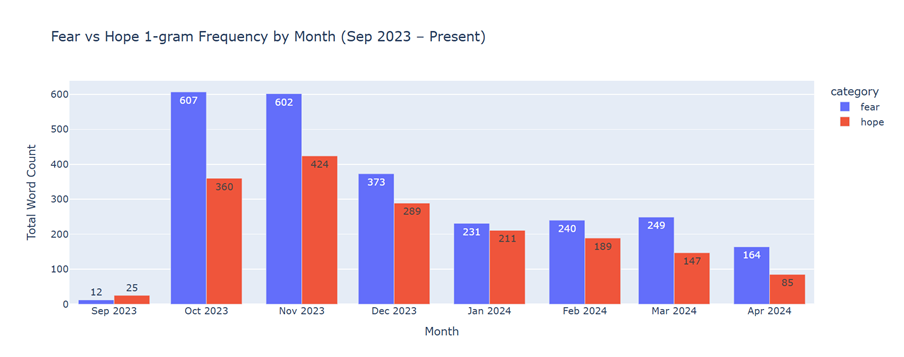 Fear vs Hope 1-gram Frequency by Month (Sep 2023 – Present)
category
fear
hope
Total Word Count
600
500
400
300
200
100
0
12
25
607
360
602
424
373
289
231
211
240
189
249
147
164
85
Sep 2023
Oct 2023
Nov 2023
Dec 2023
Jan 2024
Feb 2024
Mar 2024
Apr 2024
Month